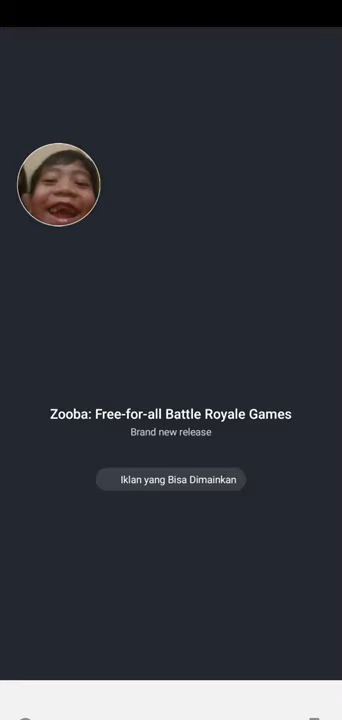 Zooba: Free-for-all Battle Royale Games
Brand new release
Iklan yang Bisa Dimainkan